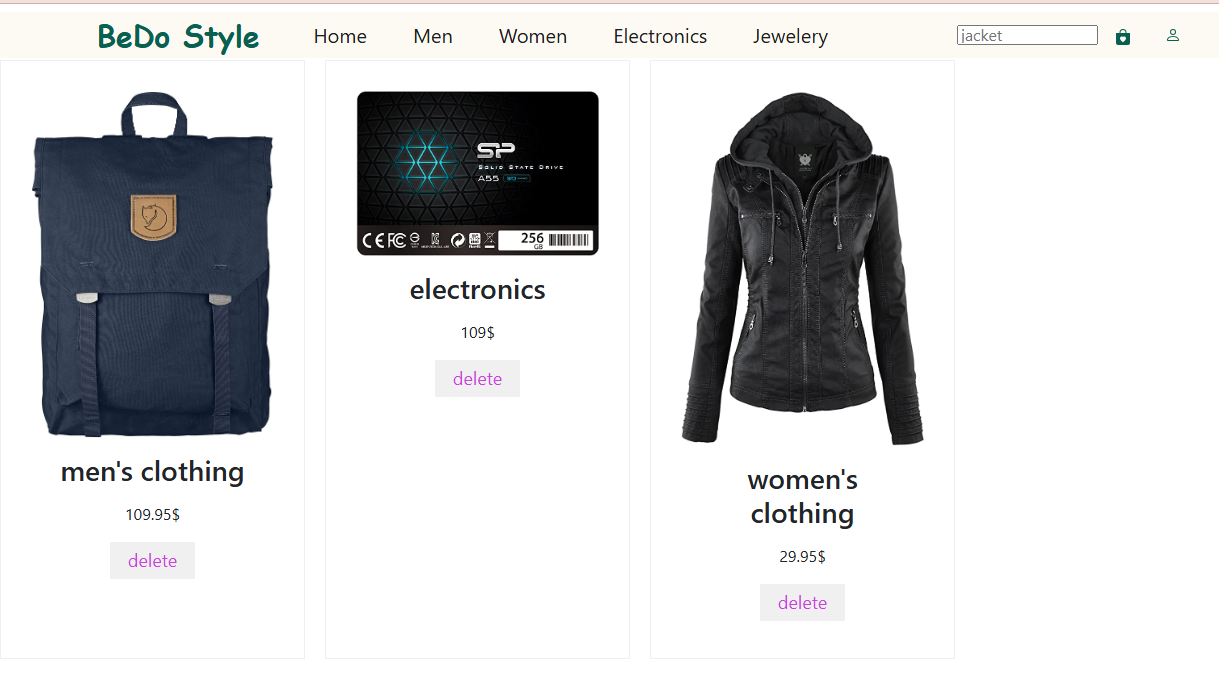 BeDo Style
Home
Men
Women
Electronics
Jewelery
jacket
men's clothing
109.95$
delete
SP
SOLID STATE DRIVE
A55
256
GB
electronics
109$
delete
women's
clothing
29.95$
delete